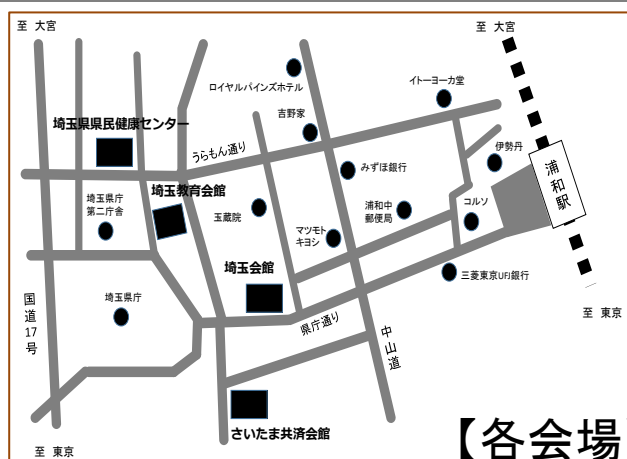 至 大宮
至 大宮
ロイヤルパインズホテル
イトーヨーカ堂
吉野家
埼玉県県民健康センター
うらもん通り
伊勢丹
浦和駅
みずほ銀行
埼玉教育会館
埼玉県庁
第二庁舎
玉蔵院
浦和中
郵便局
コルソ
マツモト
キヨシ
埼玉会館
三菱東京UFJ銀行
埼玉県庁
国道17号
県庁通り
中山道
至 東京
さいたま共済会館
【各会場
至 東京